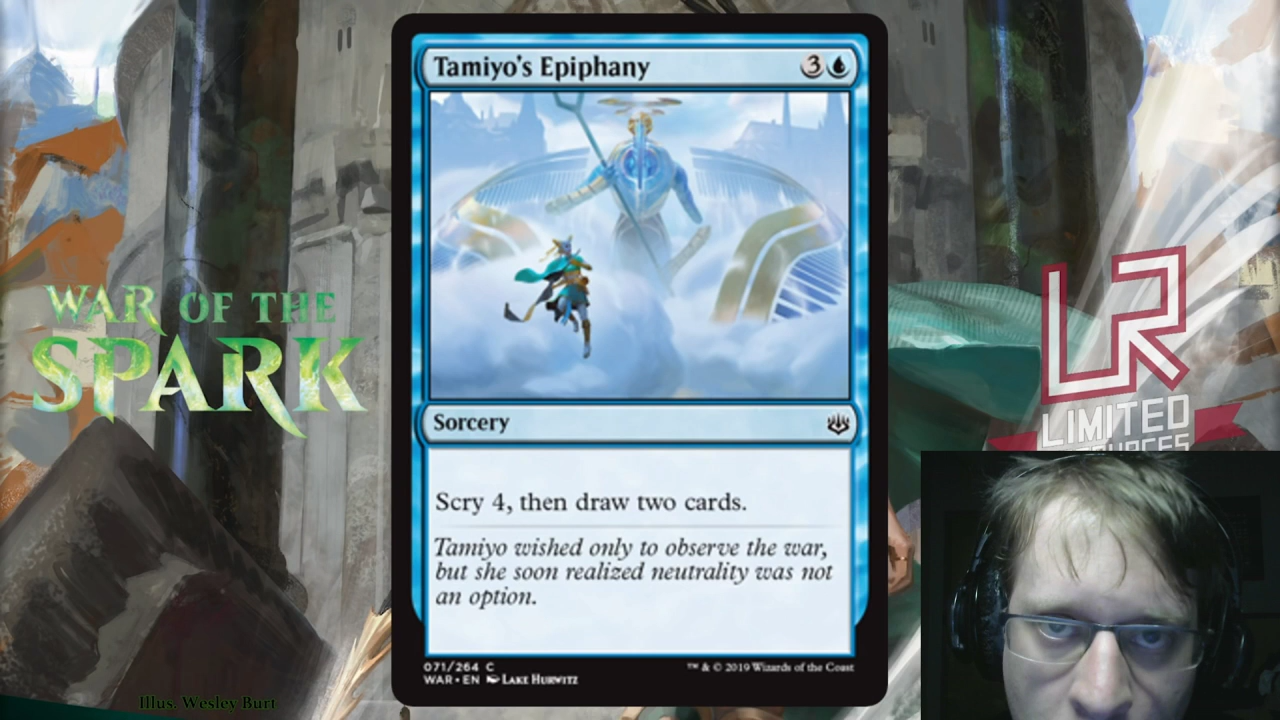 Tamiyo's Epiphany 3
WAR OF THE
SPARK
Sorcery
Scry 4, then draw two cards.
Tamiyo wished only to observe the war,
but she soon realized neutrality was not
an option.
071/264 C
WAR • EN Lake Hurwitz
™ & © 2019 Wizards of the Coast
LR
LIMITED
Illus. Wesley Burt